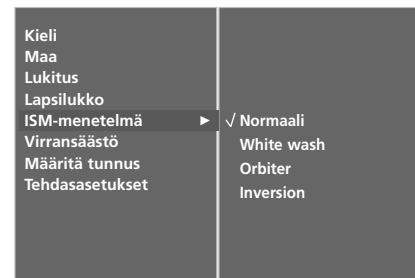 Kieli
Maa
Lukitus
Lapsilukko
ISM-menetelmä ►
Virransäästö
Määritä tunnus
Tehdasasetukset
√ Normaali
White wash
Orbiter
Inversion